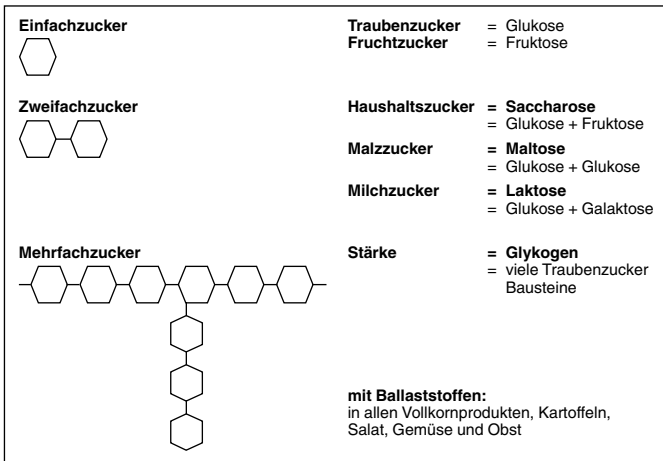 Einfachzucker
Traubenzucker = Glukose
Fruchtzucker = Fruktose
Zweifachzucker
Haushaltszucker = Saccharose
= Glukose + Fruktose
Malzzucker = Maltose
= Glukose + Glukose
Milchzucker = Laktose
= Glukose + Galaktose
Mehrfachzucker
Stärke = Glykogen
= viele Traubenzucker
Bausteine
mit Ballaststoffen:
in allen Vollkornprodukten, Kartoffeln,
Salat, Gemüse und Obst